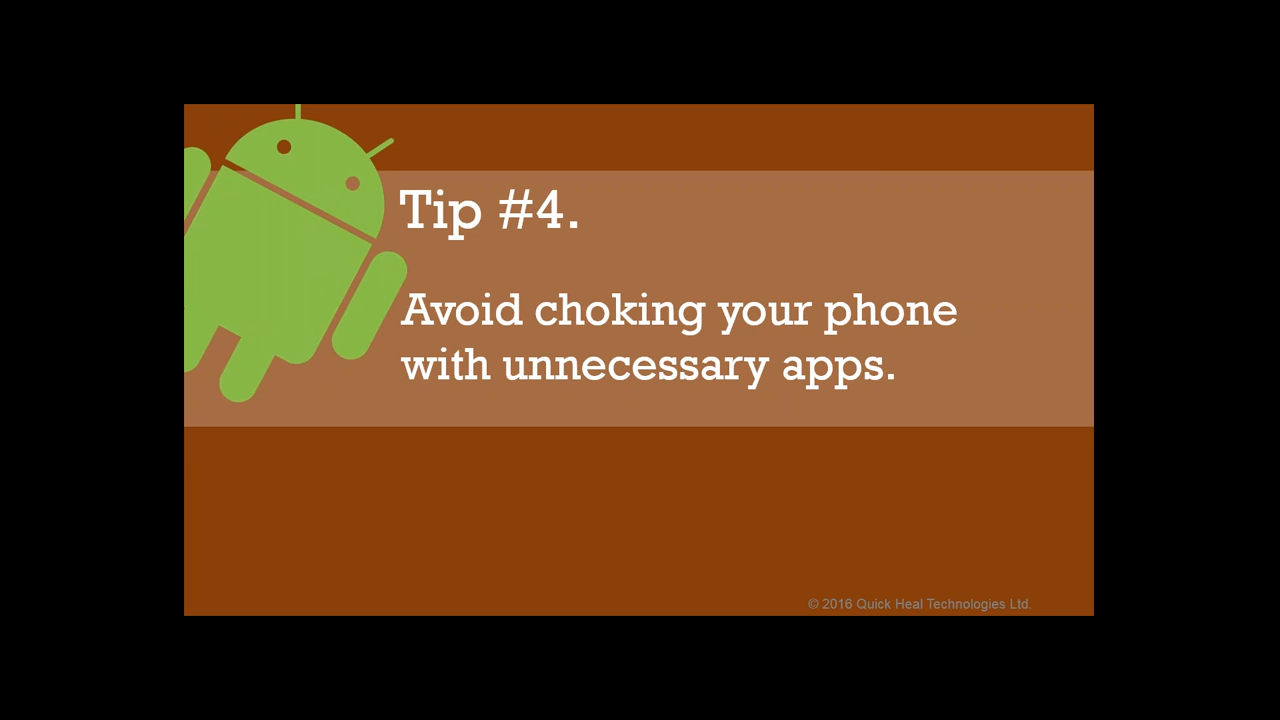 Tip #4.
Avoid choking your phone
with unnecessary apps.
© 2016 Quick Heal Technologies Ltd.